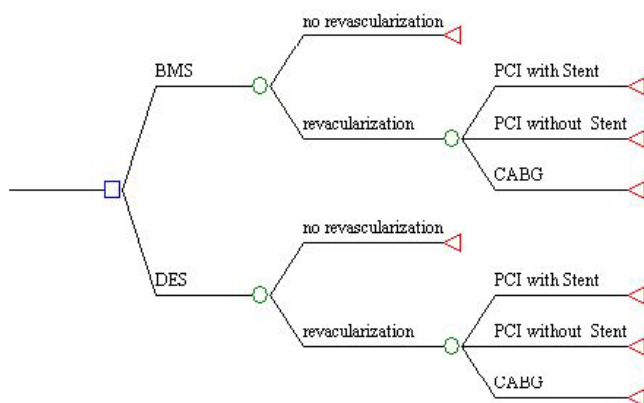 no revascularization
BMS
PCI with Stent
revacularization
PCI without Stent
CABG
no revascularization
DES
PCI with Stent
revacularization
PCI without Stent
CABG